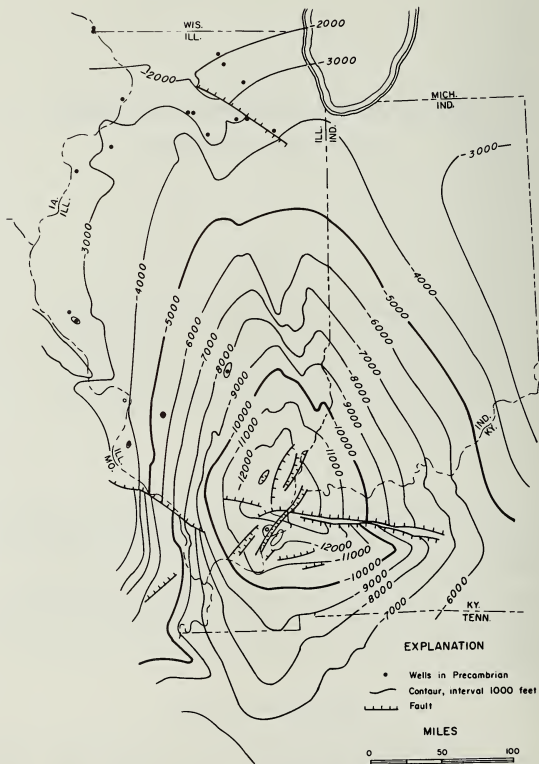 WIS.
ILL.
-2000
-3000
-2000
MICH.
IND.
ILL.
IND.
-3000
IA.
ILL.
-3000
-4000
-4000
-5000
-5000
-6000
-6000
-7000
-7000
-8000
-8000
-9000
-9000
-10000
-10000
-11000
-11000
-12000
IND.
KY.
MO.
ILL.
-12000
-11000
-10000
9000
8000
7000
-6000
KY.
TENN.
EXPLANATION
Wells in Precambrian
Contour, interval 1000 feet
Fault
MILES
0 50 100